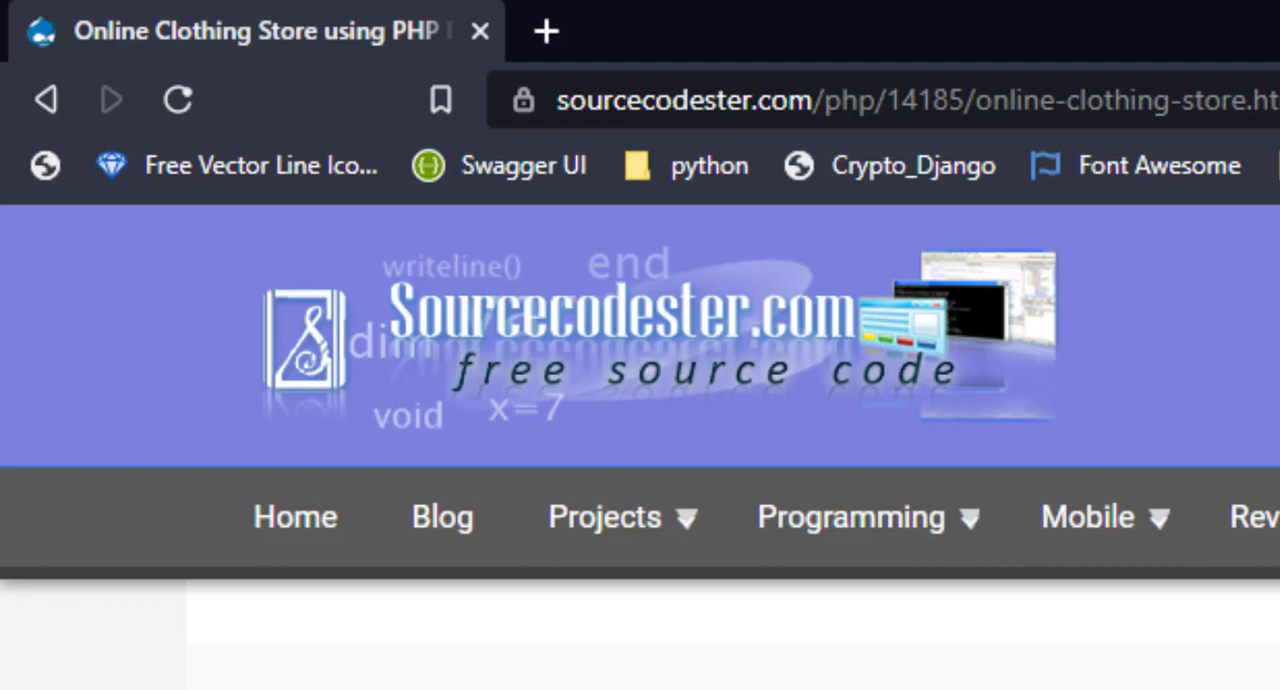 Online Clothing Store using PHP
sourcecodester.com/php/14185/online-clothing-store.ht
Free Vector Line Ico... Swagger UI python Crypto_Django Font Awesome
writeline() end
Sourcecodester.com
dim
free source code
void x=7
Home Blog Projects Programming Mobile Rev